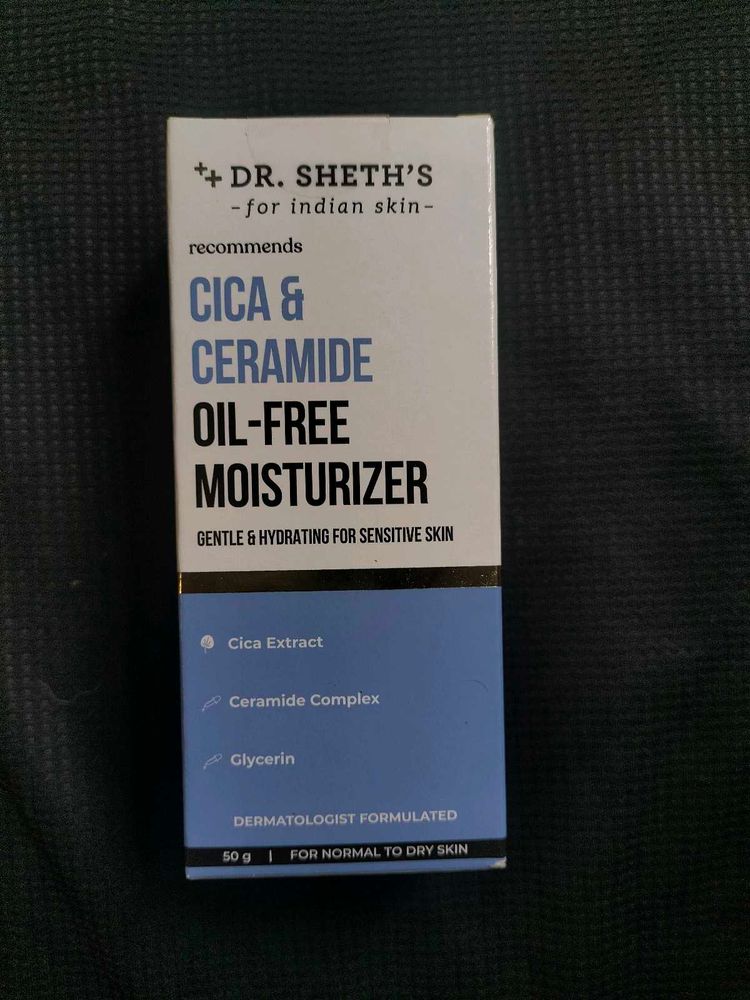 DR. SHETH'S
-for indian skin-
recommends
CICA &
CERAMIDE
OIL-FREE
MOISTURIZER
GENTLE & HYDRATING FOR SENSITIVE SKIN
Cica Extract
Ceramide Complex
Glycerin
DERMATOLOGIST FORMULATED
50 g | FOR NORMAL TO DRY SKIN